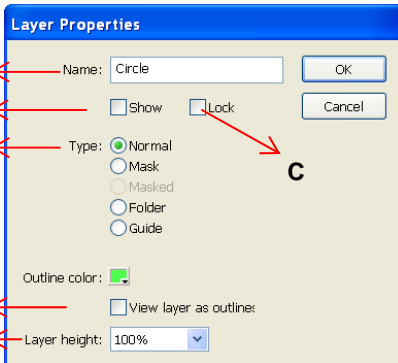 Layer Properties
Name: Circle OK
Show Lock Cancel
C
Type: Normal
Mask
Masked
Folder
Guide
Outline color:
View layer as outlines
Layer height: 100%